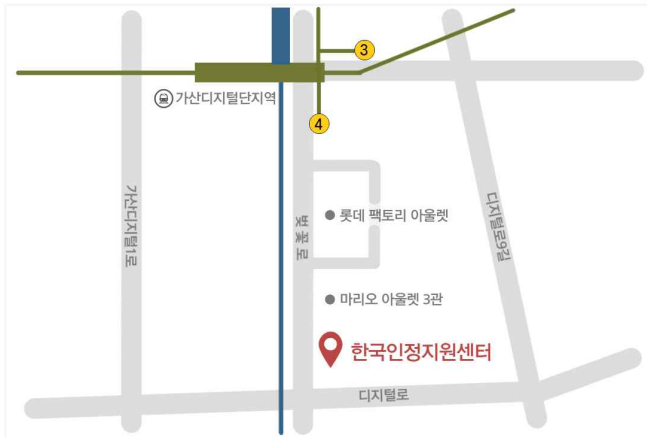 3
가산디지털단지역
4
가산디지털1로
벚꽃로
디지털로9길
롯데 팩토리 아울렛
마리오 아울렛 3관
한국인정지원센터
디지털로